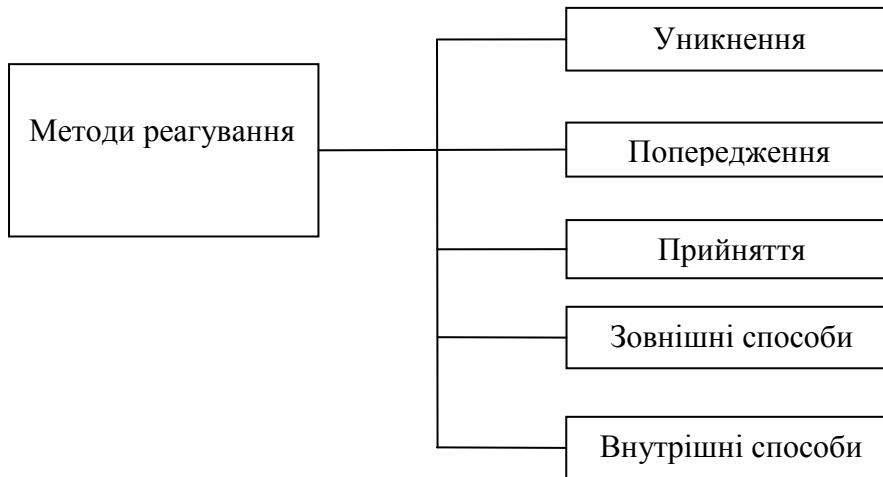 Методи реагування
Уникнення
Попередження
Прийняття
Зовнішні способи
Внутрішні способи